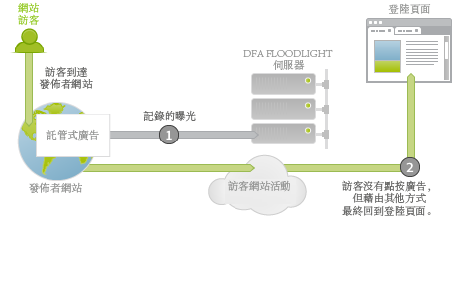 網站
訪客
登陸頁面
訪客到達
發佈者網站
DFA FLOODLIGHT
伺服器
託管式廣告
記錄的曝光
1
發佈者網站
訪客網站活動
2
訪客沒有點按廣告，
但藉由其他方式
最終回到登陸頁面。